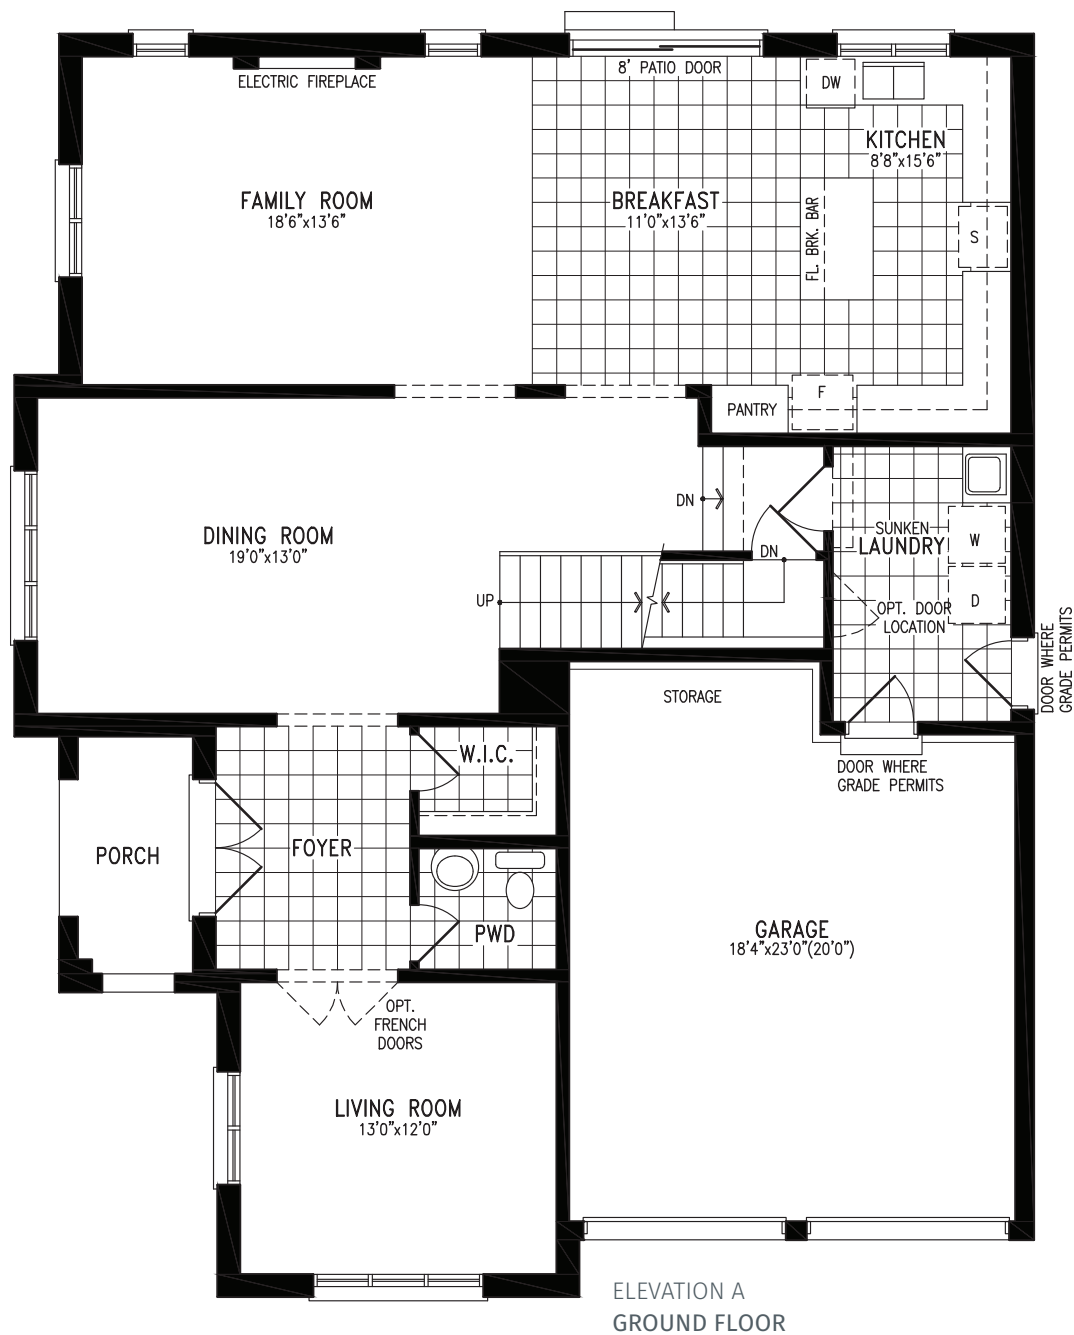 8' PATIO DOOR
ELECTRIC FIREPLACE
DW
KITCHEN
8'8"x15'6"
FAMILY ROOM
18'6"x13'6"
BREAKFAST
11'0"x13'6"
FL. BRK. BAR
S
F
PANTRY
DN
DINING ROOM
19'0"x13'0"
SUNKEN
LAUNDRY
W
DN
UP
D
OPT. DOOR
LOCATION
DOOR WHERE
GRADE PERMITS
STORAGE
W.I.C.
DOOR WHERE
GRADE PERMITS
PORCH
FOYER
PWD
GARAGE
18'4"x23'0"(20'0")
OPT.
FRENCH
DOORS
LIVING ROOM
13'0"x12'0"
ELEVATION A
GROUND FLOOR